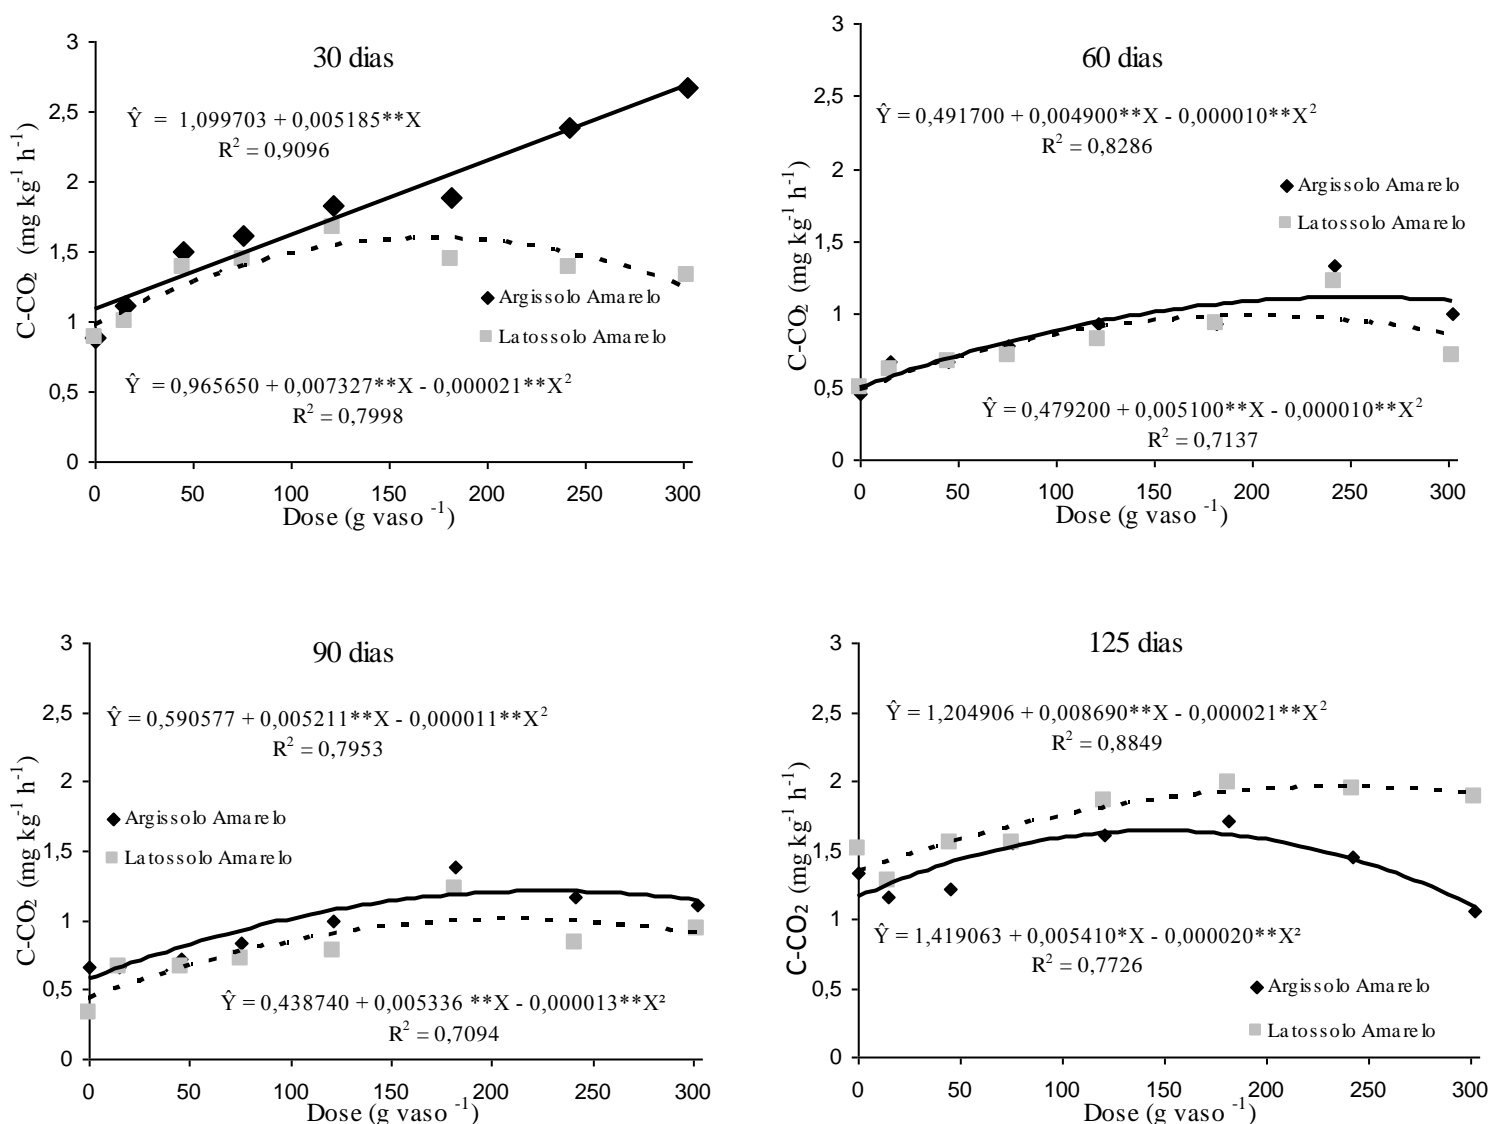 30 dias
3
2,5
2
1,5
1
0,5
0
C-CO₂ (mg kg⁻¹ h⁻¹)
Ŷ = 1,099703 + 0,005185**X
R² = 0,9096
Argissolo Amarelo
Latossolo Amarelo
Ŷ = 0,965650 + 0,007327**X - 0,000021**X²
R² = 0,7998
0 50 100 150 200 250 300
Dose (g vaso ⁻¹)
60 dias
3
2,5
2
1,5
1
0,5
0
C-CO₂ (mg kg⁻¹ h⁻¹)
Ŷ = 0,491700 + 0,004900**X - 0,000010**X²
R² = 0,8286
Argissolo Amarelo
Latossolo Amarelo
Ŷ = 0,479200 + 0,005100**X - 0,000010**X²
R² = 0,7137
0 50 100 150 200 250 300
Dose (g vaso ⁻¹)
90 dias
3
2,5
2
1,5
1
0,5
0
C-CO₂ (mg kg⁻¹ h⁻¹)
Ŷ = 0,590577 + 0,005211**X - 0,000011**X²
R² = 0,7953
Argissolo Amarelo
Latossolo Amarelo
Ŷ = 0,438740 + 0,005336 **X - 0,000013**X²
R² = 0,7094
0 50 100 150 200 250 300
Dose (g vaso ⁻¹)
125 dias
3
2,5
2
1,5
1
0,5
0
C-CO₂ (mg kg⁻¹ h⁻¹)
Ŷ = 1,204906 + 0,008690**X - 0,000021**X²
R² = 0,8849
Ŷ = 1,419063 + 0,005410*X - 0,000020**X²
R² = 0,7726
Argissolo Amarelo
Latossolo Amarelo
0 50 100 150 200 250 300
Dose (g vaso ⁻¹)